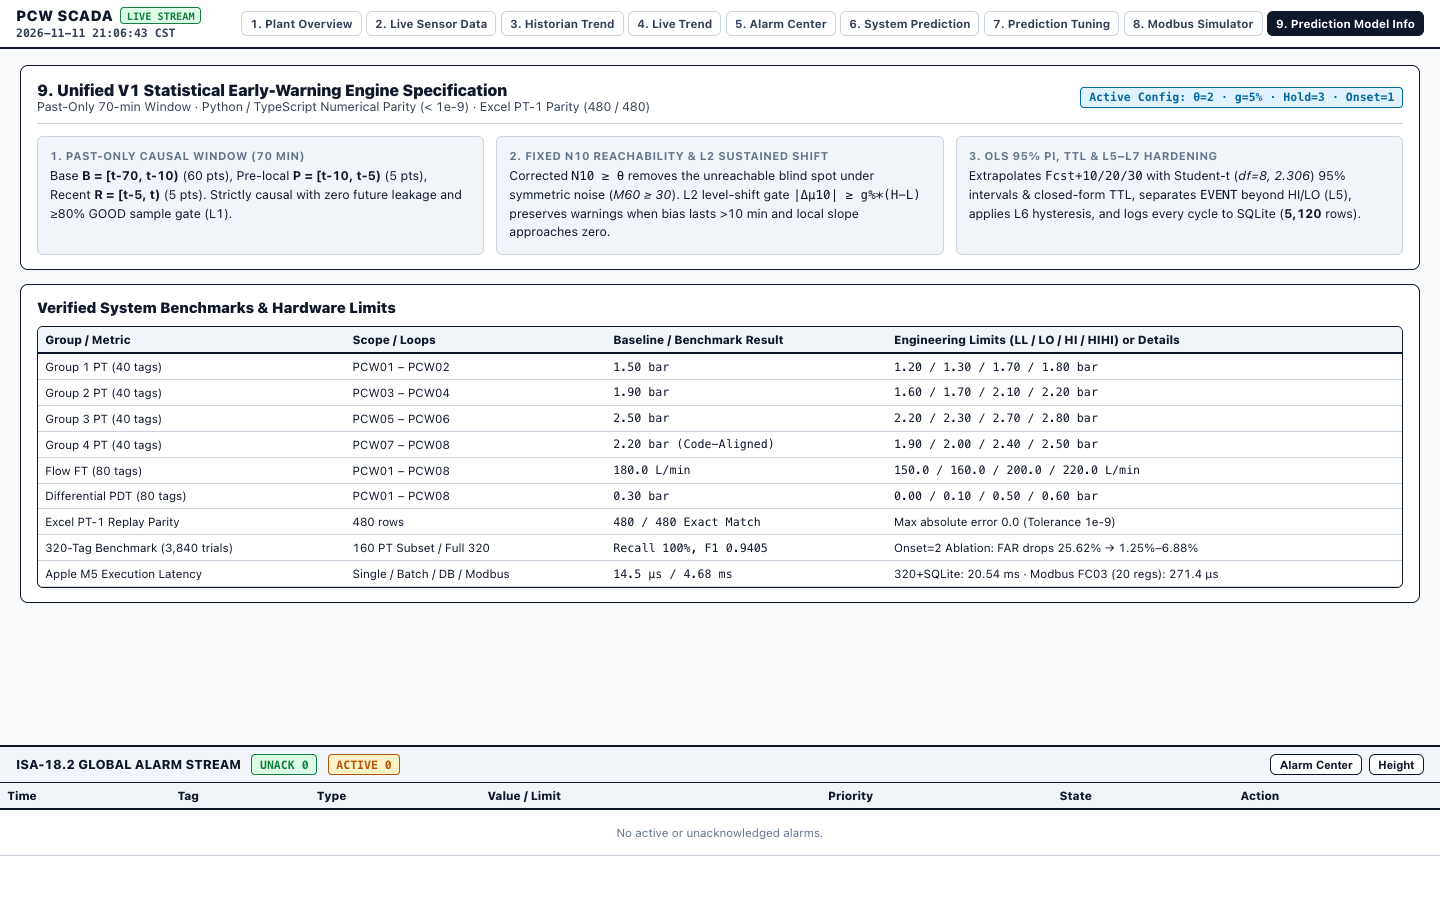 PCW SCADA LIVE STREAM
2026-11-11 21:06:43 CST
1. Plant Overview
2. Live Sensor Data
3. Historian Trend
4. Live Trend
5. Alarm Center
6. System Prediction
7. Prediction Tuning
8. Modbus Simulator
9. Prediction Model Info
9. Unified V1 Statistical Early-Warning Engine Specification
Past-Only 70-min Window · Python / TypeScript Numerical Parity (< 1e-9) · Excel PT-1 Parity (480 / 480)
Active Config: θ=2 · g=5% · Hold=3 · Onset=1
1. PAST-ONLY CAUSAL WINDOW (70 MIN)
Base B = [t-70, t-10) (60 pts), Pre-local P = [t-10, t-5) (5 pts),
Recent R = [t-5, t) (5 pts). Strictly causal with zero future leakage and
≥80% GOOD sample gate (L1).
2. FIXED N10 REACHABILITY & L2 SUSTAINED SHIFT
Corrected N10 ≥ θ removes the unreachable blind spot under
symmetric noise (M60 ≥ 30). L2 level-shift gate |Δμ10| ≥ g%*(H−L)
preserves warnings when bias lasts >10 min and local slope
approaches zero.
3. OLS 95% PI, TTL & L5–L7 HARDENING
Extrapolates Fcst+10/20/30 with Student-t (df=8, 2.306) 95%
intervals & closed-form TTL, separates EVENT beyond HI/LO (L5),
applies L6 hysteresis, and logs every cycle to SQLite (5,120 rows).
Verified System Benchmarks & Hardware Limits
Group / Metric Scope / Loops Baseline / Benchmark Result Engineering Limits (LL / LO / HI / HIHI) or Details
Group 1 PT (40 tags) PCW01 – PCW02 1.50 bar 1.20 / 1.30 / 1.70 / 1.80 bar
Group 2 PT (40 tags) PCW03 – PCW04 1.90 bar 1.60 / 1.70 / 2.10 / 2.20 bar
Group 3 PT (40 tags) PCW05 – PCW06 2.50 bar 2.20 / 2.30 / 2.70 / 2.80 bar
Group 4 PT (40 tags) PCW07 – PCW08 2.20 bar (Code−Aligned) 1.90 / 2.00 / 2.40 / 2.50 bar
Flow FT (80 tags) PCW01 – PCW08 180.0 L/min 150.0 / 160.0 / 200.0 / 220.0 L/min
Differential PDT (80 tags) PCW01 – PCW08 0.30 bar 0.00 / 0.10 / 0.50 / 0.60 bar
Excel PT-1 Replay Parity 480 rows 480 / 480 Exact Match Max absolute error 0.0 (Tolerance 1e-9)
320-Tag Benchmark (3,840 trials) 160 PT Subset / Full 320 Recall 100%, F1 0.9405 Onset=2 Ablation: FAR drops 25.62% → 1.25%–6.88%
Apple M5 Execution Latency Single / Batch / DB / Modbus 14.5 μs / 4.68 ms 320+SQLite: 20.54 ms · Modbus FC03 (20 regs): 271.4 μs
ISA-18.2 GLOBAL ALARM STREAM UNACK 0 ACTIVE 0 Alarm Center Height
Time Tag Type Value / Limit Priority State Action
No active or unacknowledged alarms.